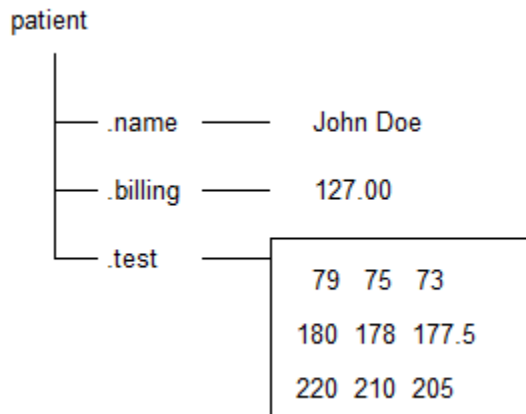 patient
.name John Doe
.billing 127.00
.test
79 75 73
180 178 177.5
220 210 205